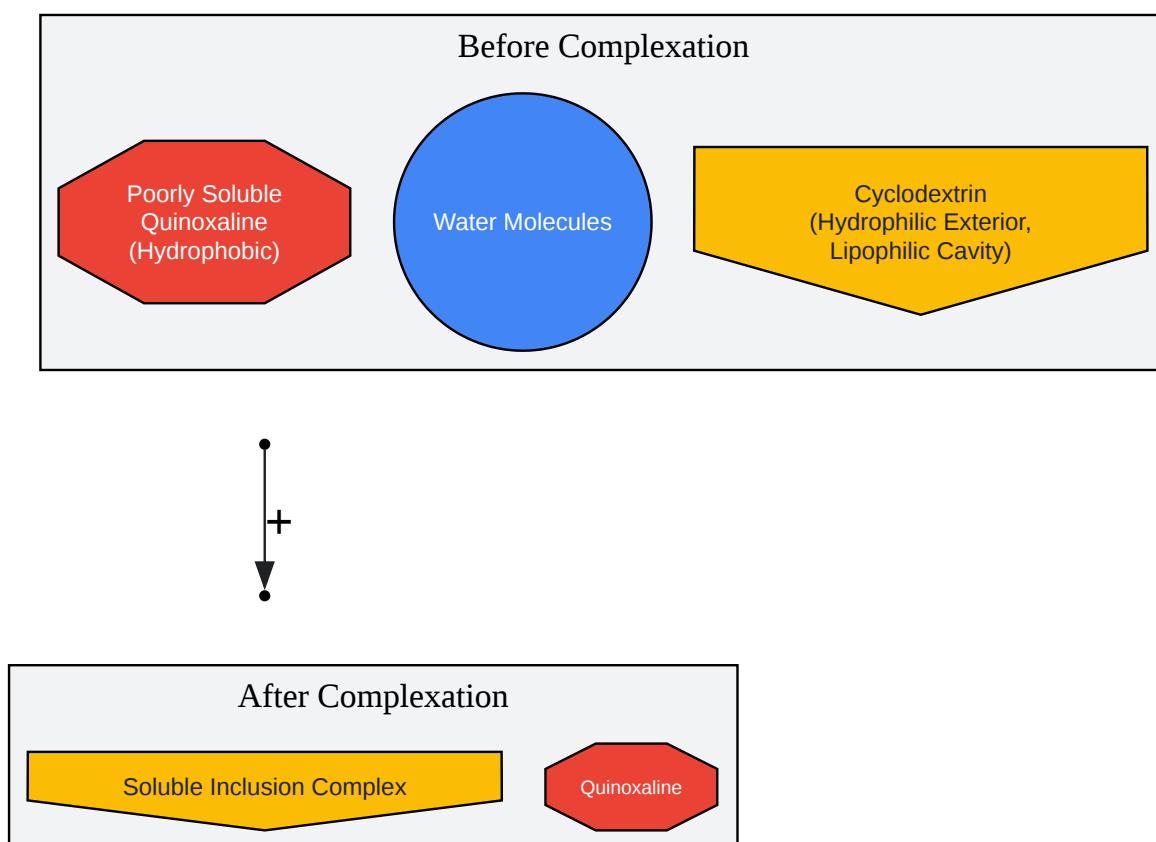 Before Complexation
Poorly Soluble
Quinoxaline
(Hydrophobic)
Water Molecules
Cyclodextrin
(Hydrophilic Exterior,
Lipophilic Cavity)
+
After Complexation
Soluble Inclusion Complex
Quinoxaline